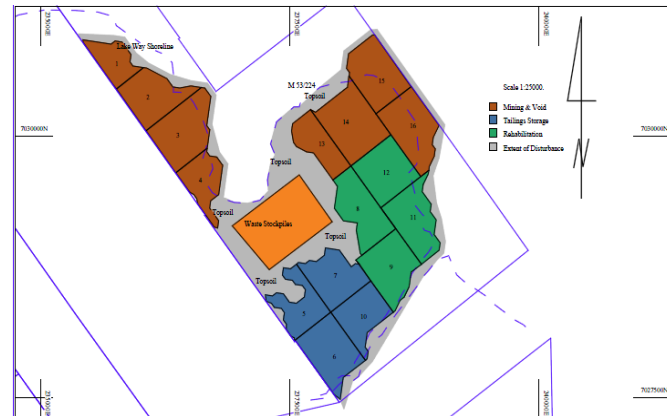 Lake Way Shoreline
1
2
3
4
M 53/224
Topsoil
15
14
16
13
Topsoil
12
8
11
9
Topsoil
Waste Stockpiles
Topsoil
Topsoil
7
5
10
6
Scale 1:25000.
Mining & Void
Tailings Storage
Rehabilitation
Extent of Disturbance
N
7030000N
7030000N
7027500N